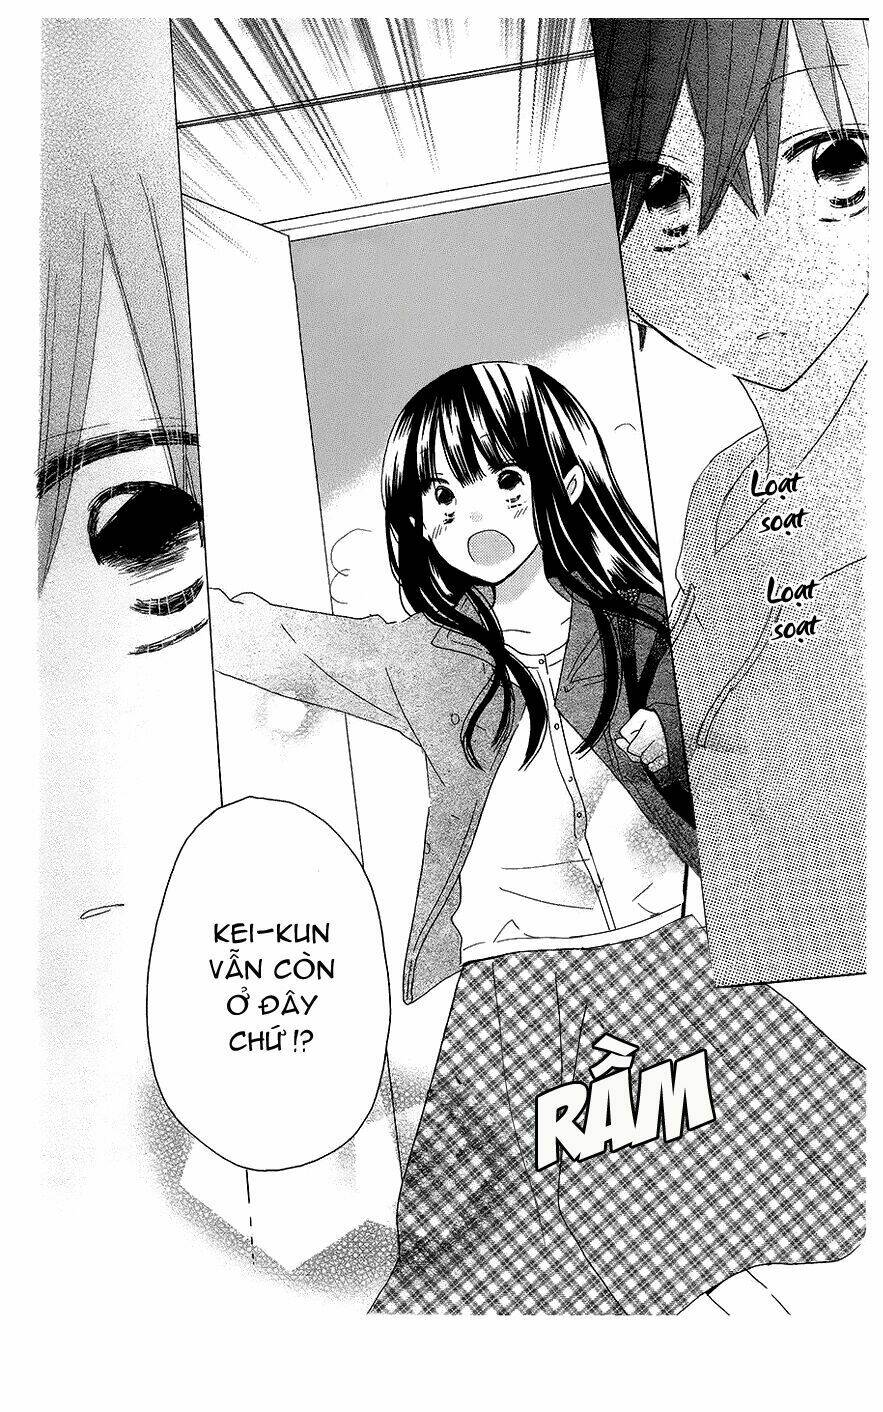 Loạt
soạt
Loạt
soạt
RẦM
KEI-KUN
VẪN CÒN
Ở ĐÂY
CHỨ !?